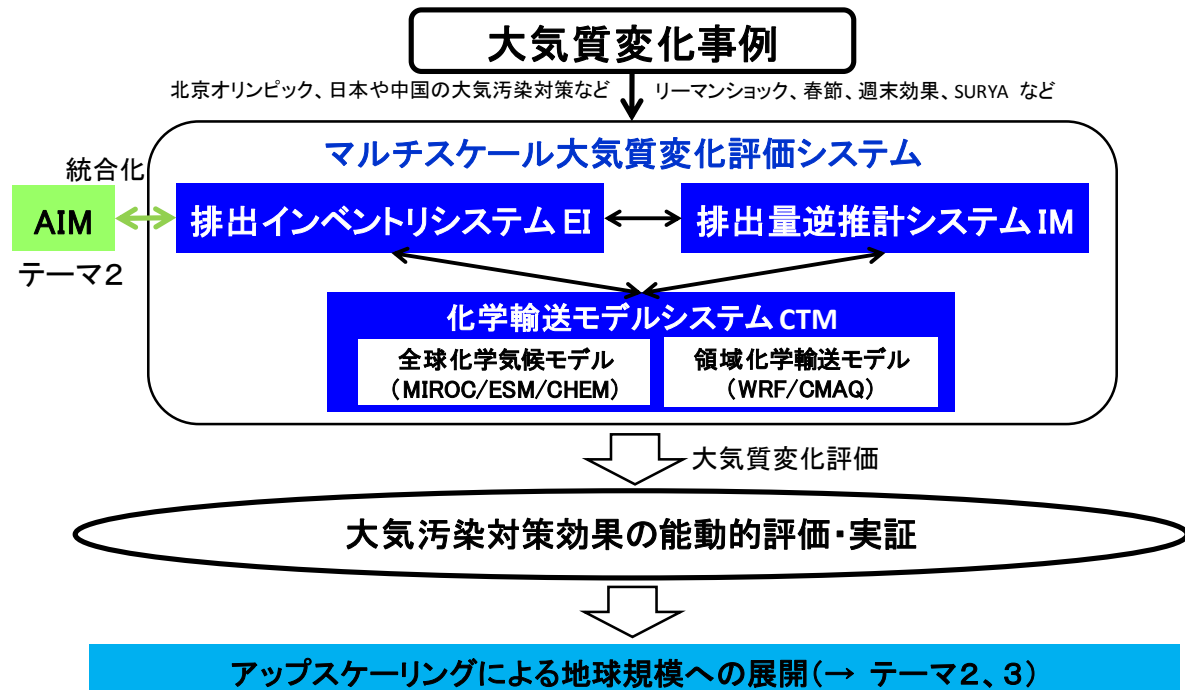 大気質変化事例
北京オリンピック、日本や中国の大気汚染対策など
リーマンショック、春節、週末効果、SURYA など
マルチスケール大気質変化評価システム
統合化
AIM
テーマ2
排出インベントリシステム EI
排出量逆推計システム IM
化学輸送モデルシステム CTM
全球化学気候モデル
(MIROC/ESM/CHEM)
領域化学輸送モデル
(WRF/CMAQ)
大気質変化評価
大気汚染対策効果の能動的評価・実証
アップスケーリングによる地球規模への展開(→ テーマ2、3)